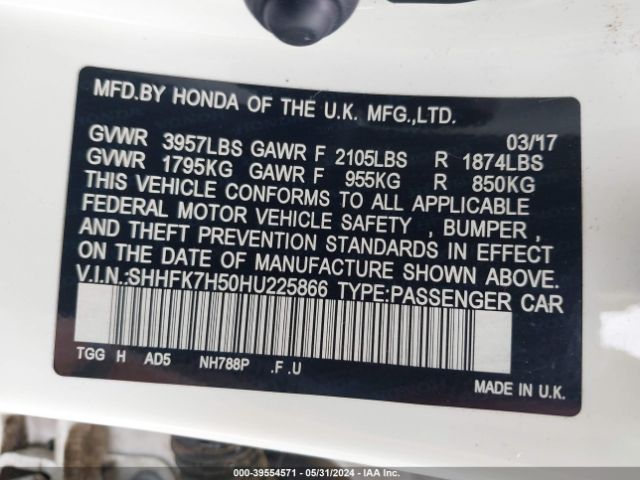 MFD.BY HONDA OF THE U.K. MFG.,LTD.
03/17
GVWR 3957LBS GAWR F 2105LBS R 1874LBS
GVWR 1795KG GAWR F 955KG R 850KG
THIS VEHICLE CONFORMS TO ALL APPLICABLE
FEDERAL MOTOR VEHICLE SAFETY , BUMPER ,
AND THEFT PREVENTION STANDARDS IN EFFECT
ON THE DATE OF MANUFACTURE SHOWN ABOVE.
V.I.N.:SHHFK7H50HU225866 TYPE:PASSENGER CAR
TGG H AD5 NH788P .F.U
MADE IN U.K.
000-39554571 - 05/31/2024 - IAA Inc.